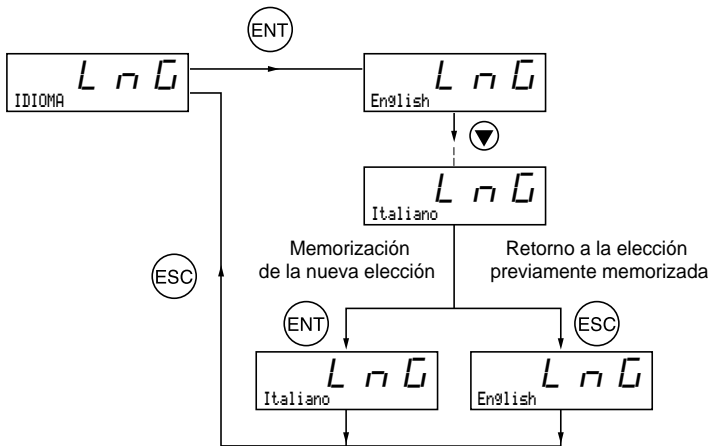 ENT
LnG
IDIOMA
LnG
English
▼
LnG
Italiano
Memorización
de la nueva elección
Retorno a la elección
previamente memorizada
ESC
ENT
ESC
LnG
Italiano
LnG
English